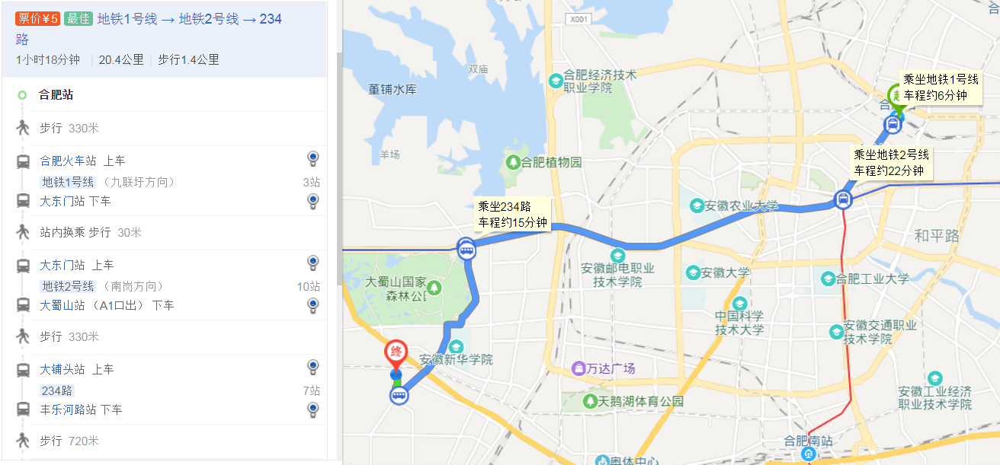 票价¥5 最佳 地铁1号线 → 地铁2号线 → 234
路
1小时18分钟 | 20.4公里 | 步行1.4公里
合肥站
步行 330米
合肥火车站 上车
地铁1号线 （九联圩方向） 3站
大东门站 下车
站内换乘 步行 30米
大东门站 上车
地铁2号线 （南岗方向） 10站
大蜀山站 （A1口出） 下车
步行 330米
大铺头站 上车
234路 7站
丰乐河路站 下车
步行 720米
X001
双庙
董铺水库
合肥经济技术
职业学院
乘坐地铁1号线
车程约6分钟
羊场
合肥植物园
乘坐地铁2号线
车程约22分钟
乘坐234路
车程约15分钟
安徽农业大学
和平路
安徽邮电职业
技术学院
安徽大学
合肥工业大学
大蜀山国家
森林公
中国科学
技术大学
安徽交通职业
技术学院
终
安徽新华学院
万达广场
天鹅湖体育公园
安徽工业经济
职业技术学院
合肥南站
奥体中心